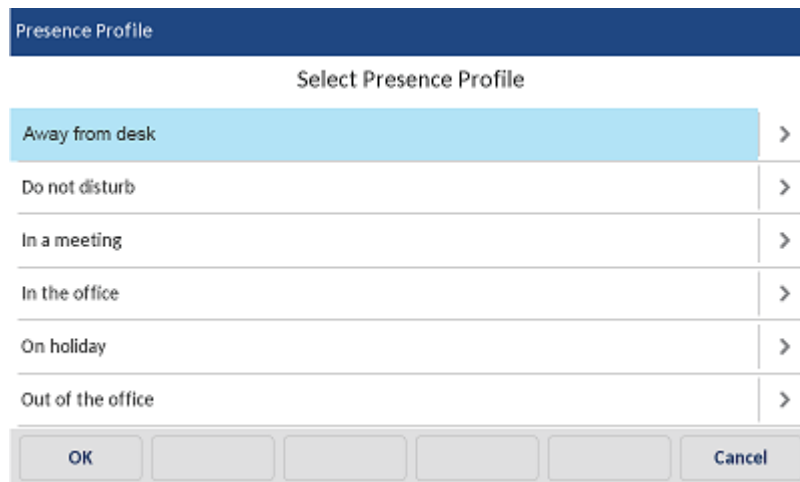 Presence Profile
Select Presence Profile
Away from desk
Do not disturb
In a meeting
In the office
On holiday
Out of the office
OK
Cancel